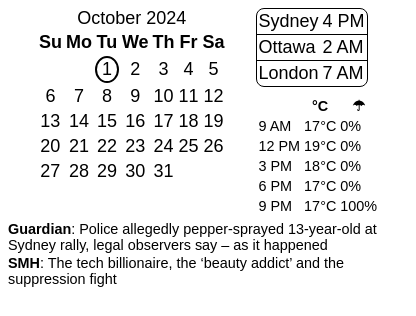 October 2024
Su Mo Tu We Th Fr Sa
1 2 3 4 5
6 7 8 9 10 11 12
13 14 15 16 17 18 19
20 21 22 23 24 25 26
27 28 29 30 31
Sydney 4 PM
Ottawa 2 AM
London 7 AM
°C ☂
9 AM 17°C 0%
12 PM 19°C 0%
3 PM 18°C 0%
6 PM 17°C 0%
9 PM 17°C 100%
Guardian: Police allegedly pepper-sprayed 13-year-old at
Sydney rally, legal observers say – as it happened
SMH: The tech billionaire, the ‘beauty addict’ and the
suppression fight